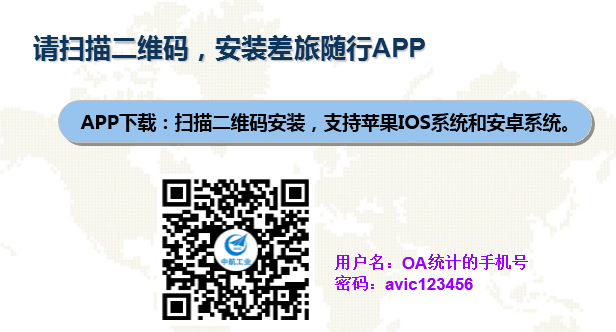 请扫描二维码，安装差旅随行APP
APP下载：扫描二维码安装，支持苹果IOS系统和安卓系统。
中航工业
用户名：OA统计的手机号
密码：avic123456